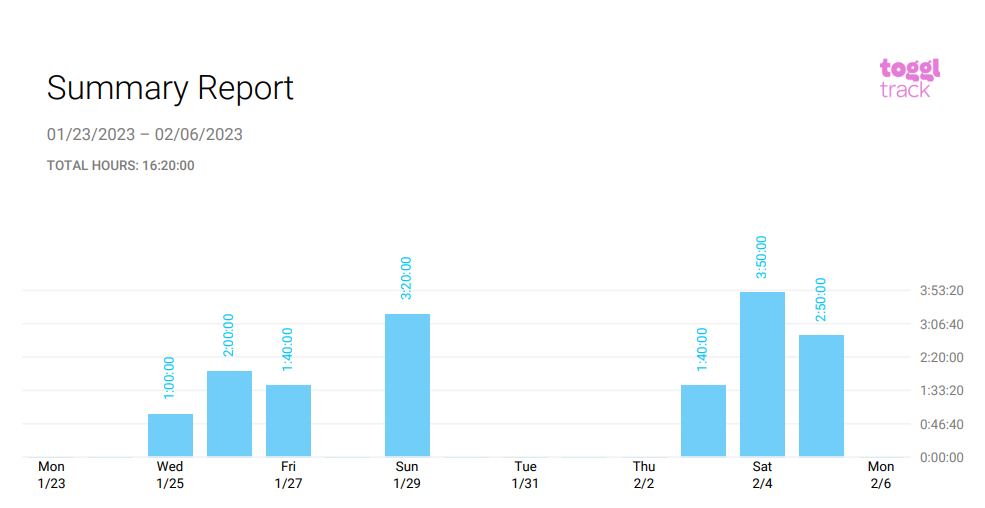 toggl
track
Summary Report
01/23/2023 – 02/06/2023
TOTAL HOURS: 16:20:00
1:00:00
2:00:00
1:40:00
3:20:00
1:40:00
3:50:00
2:50:00
3:53:20
3:06:40
2:20:00
1:33:20
0:46:40
0:00:00
Mon Wed Fri Sun Tue Thu Sat Mon
1/23 1/25 1/27 1/29 1/31 2/2 2/4 2/6